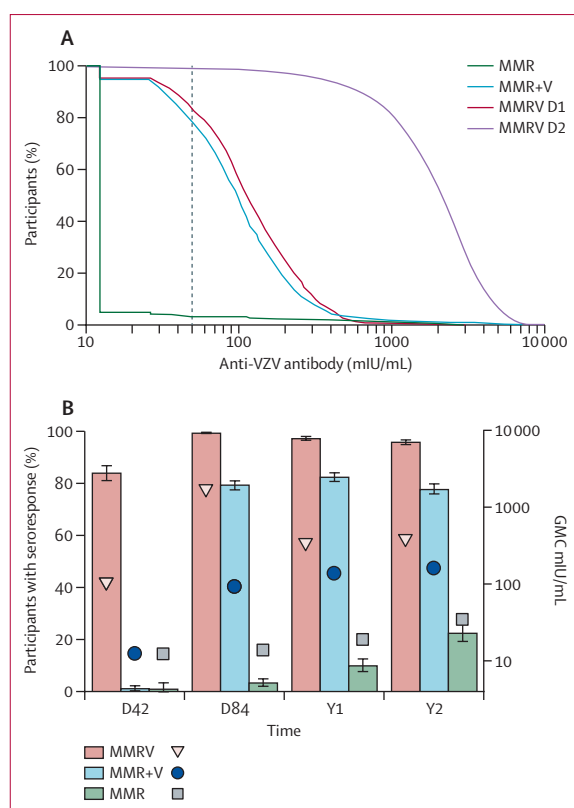 A
MMR
MMR+V
MMRV D1
MMRV D2
100
80
60
40
20
0
Participants (%)
10
100
1000
10 000
Anti-VZV antibody (mIU/mL)
B
100
80
60
40
20
0
Participants with seroresponse (%)
10 000
1000
100
10
GMC mIU/mL
D42
D84
Y1
Y2
Time
MMRV
MMR+V
MMR